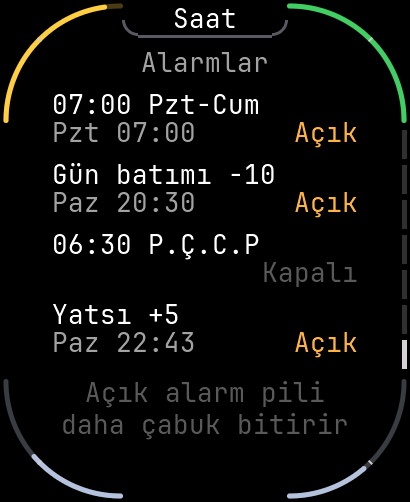 Saat
Alarmlar
07:00 Pzt-Cum
Pzt 07:00 Açık
Gün batımı -10
Paz 20:30 Açık
06:30 P.Ç.C.P
Kapalı
Yatsı +5
Paz 22:43 Açık
Açık alarm pili
daha çabuk bitirir